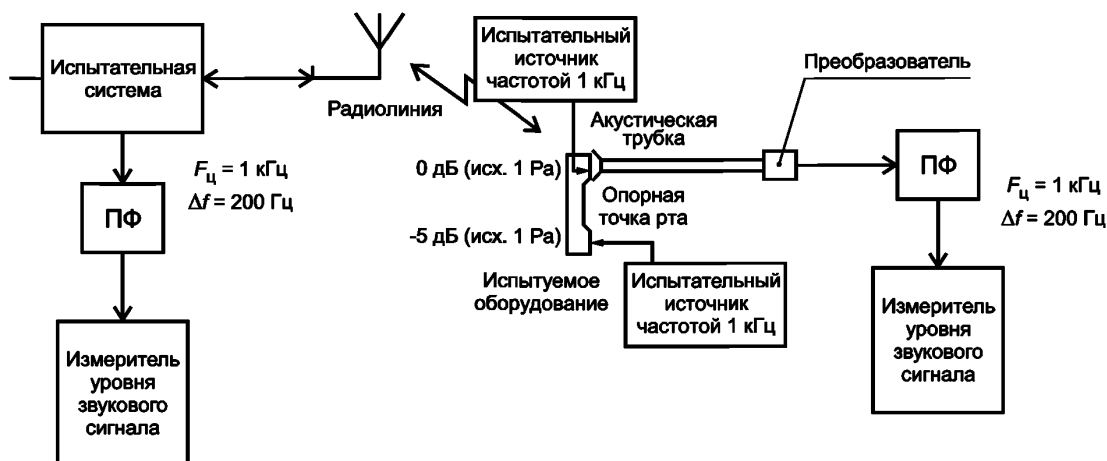 Испытательная
система
Радиолиния
Испытательный
источник
частотой 1 кГц
Преобразователь
Акустическая
трубка
Fц = 1 кГц
Δf = 200 Гц
ПФ
0 дБ (исх. 1 Pa)
Опорная
точка рта
-5 дБ (исх. 1 Pa)
ПФ
Fц = 1 кГц
Δf = 200 Гц
Испытуемое
оборудование
Испытательный
источник
частотой 1 кГц
Измеритель
уровня
звукового
сигнала
Измеритель
уровня
звукового
сигнала